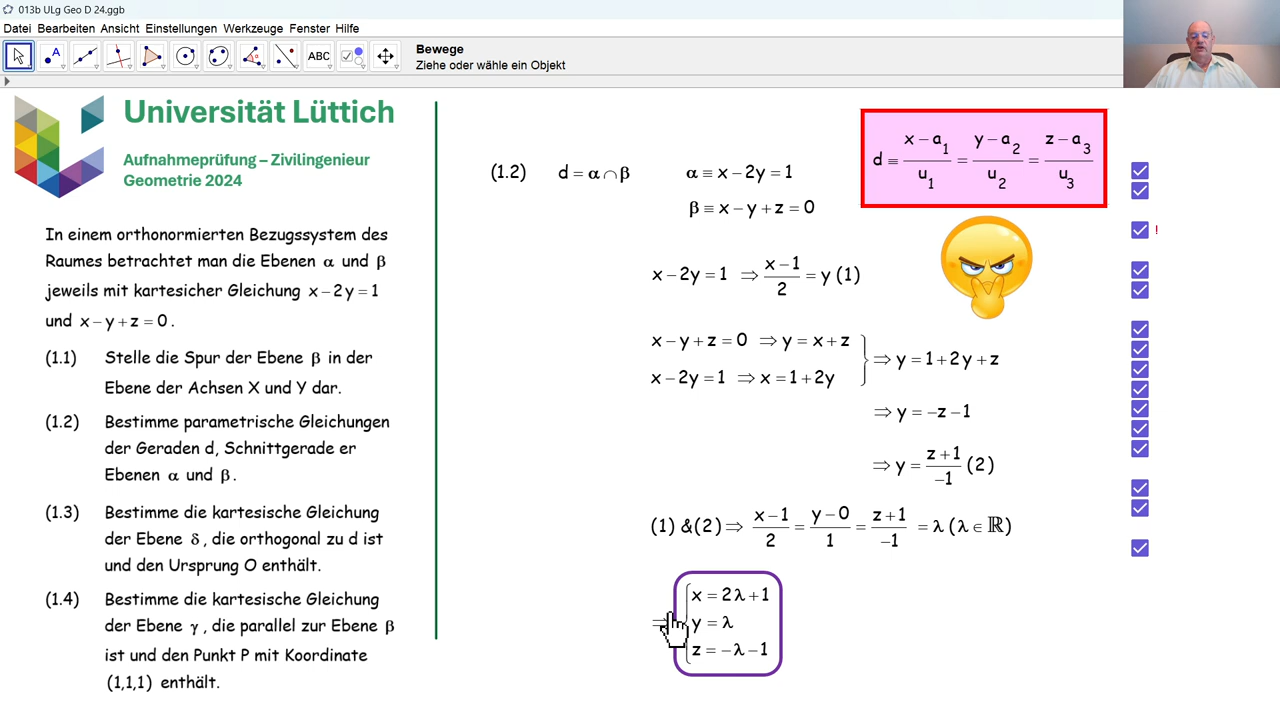 013b ULg Geo D 24.ggb
Datei Bearbeiten Ansicht Einstellungen Werkzeuge Fenster Hilfe
A
ABC
Bewege
Ziehe oder wähle ein Objekt
Universität Lüttich
Aufnahmeprüfung – Zivilingenieur
Geometrie 2024
In einem orthonormierten Bezugssystem des
Raumes betrachtet man die Ebenen α und β
jeweils mit kartesicher Gleichung x – 2y = 1
und x – y + z = 0 .
(1.1) Stelle die Spur der Ebene β in der
Ebene der Achsen X und Y dar.
(1.2) Bestimme parametrische Gleichungen
der Geraden d, Schnittgerade er
Ebenen α und β .
(1.3) Bestimme die kartesische Gleichung
der Ebene δ , die orthogonal zu d ist
und den Ursprung O enthält.
(1.4) Bestimme die kartesische Gleichung
der Ebene γ , die parallel zur Ebene β
ist und den Punkt P mit Koordinate
(1,1,1) enthält.
(1.2) d = α ∩ β α ≡ x – 2y = 1
β ≡ x – y + z = 0
d ≡ (x – a₁)/u₁ = (y – a₂)/u₂ = (z – a₃)/u₃
!
x – 2y = 1 ⇒ (x – 1)/2 = y (1)
x – y + z = 0 ⇒ y = x + z
x – 2y = 1 ⇒ x = 1 + 2y
⇒ y = 1 + 2y + z
⇒ y = –z – 1
⇒ y = (z + 1)/–1 (2)
(1) &(2) ⇒ (x – 1)/2 = (y – 0)/1 = (z + 1)/–1 = λ (λ ∈ ℝ)
⇒ x = 2λ + 1
y = λ
z = –λ – 1